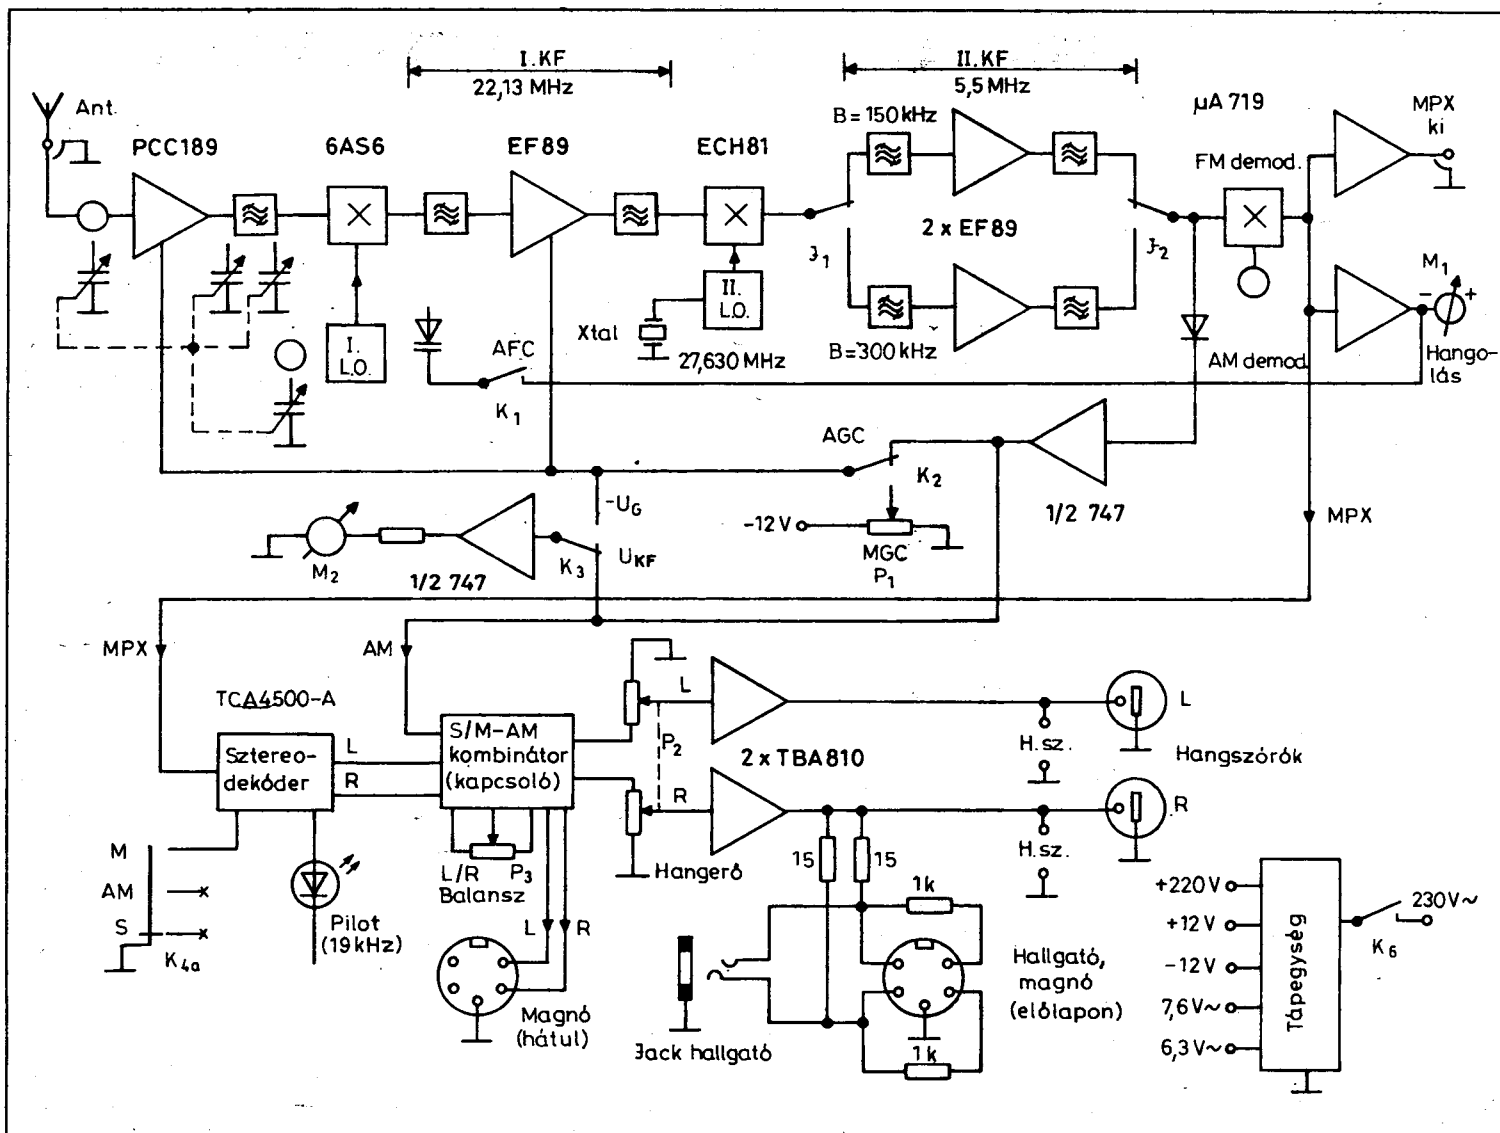 I. KF
22,13 MHz
II. KF
5,5 MHz
Ant.
PCC189
6AS6
EF89
ECH81
B = 150 kHz
µA 719
MPX
ki
FM demod.
2 x EF89
J1
J2
I.
L.O.
II.
L.O.
Xtal
27,630 MHz
B = 300 kHz
AFC
K1
AM demod.
M1
- +
Hango-
lás
AGC
K2
-12 V
MGC
P1
1/2 747
MPX
-UG
UKF
K3
M2
1/2 747
MPX
AM
TCA4500-A
Sztereo-
dekóder
L
R
S/M-AM
kombinátor
(kapcsoló)
L
P2
R
2 x TBA810
H.sz.
L
Hangszórók
R
H.sz.
Hangerő
L/R
Balansz
P3
M
AM
S
K4a
Pilot
(19 kHz)
L
R
Magnó
(hátul)
15
15
1k
1k
Jack hallgató
Hallgató,
magnó
(előlapon)
+220 V
+12 V
-12 V
7,6 V~
6,3 V~
Tápegység
230 V~
K6